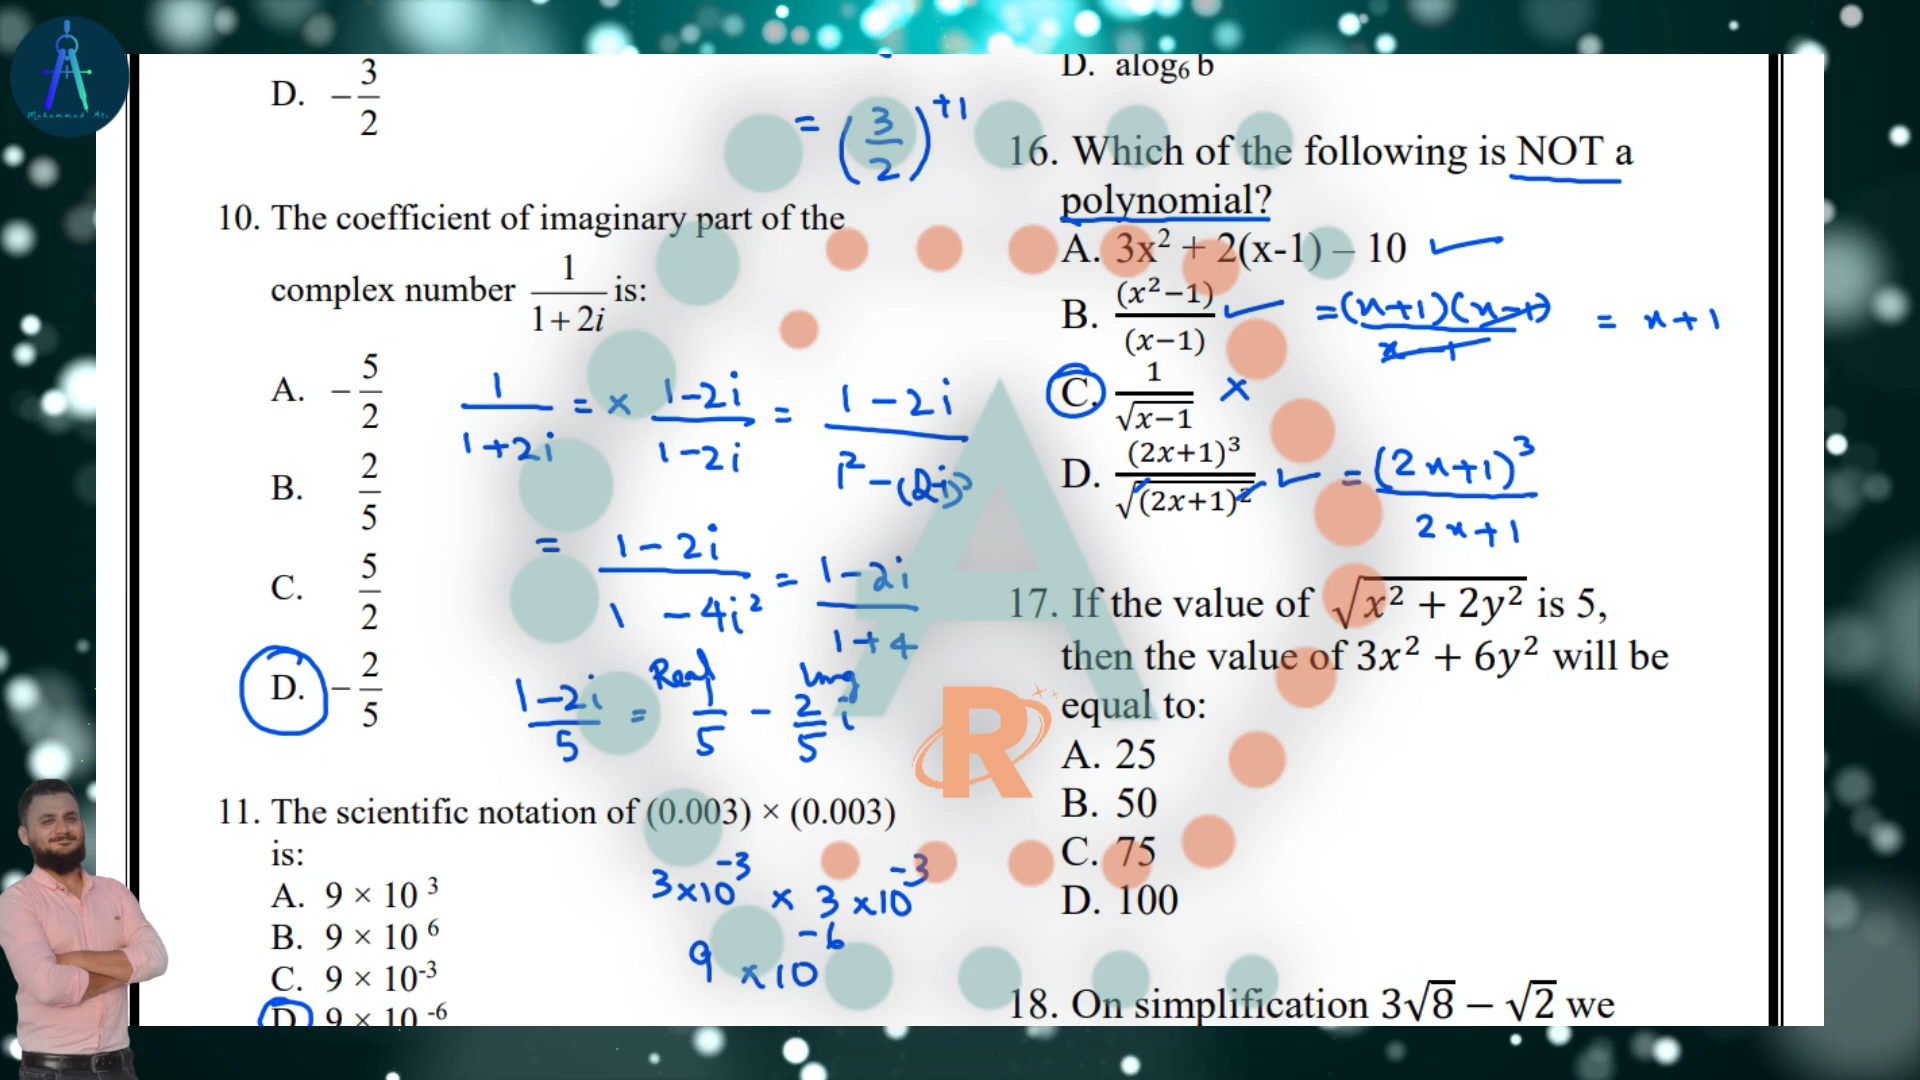 Muhammad Ali
D. -3/2
= (3/2)^+1
10. The coefficient of imaginary part of the
complex number 1/(1+2i) is:
A. -5/2
B. 2/5
C. 5/2
D. -2/5
1/(1+2i) = × (1-2i)/(1-2i) = (1-2i)/(1²-(2i)²)
= (1-2i)/(1-4i²) = (1-2i)/(1+4)
Real Img
(1-2i)/5 = 1/5 - 2/5 i
11. The scientific notation of (0.003) × (0.003)
is:
A. 9 × 10³
B. 9 × 10⁶
C. 9 × 10⁻³
D 9 × 10⁻⁶
3×10⁻³ × 3×10⁻³
9 ×10⁻⁶
D. alog₆ b
16. Which of the following is NOT a
polynomial?
A. 3x² + 2(x-1) – 10 ✓
B. (x²−1)/(x−1) ✓ = (x+1)(x-1)/(x-1) = x+1
C. 1/√(x−1) ×
D. (2x+1)³/√((2x+1)²) ✓ = (2x+1)³/(2x+1)
17. If the value of √(x² + 2y²) is 5,
then the value of 3x² + 6y² will be
equal to:
A. 25
B. 50
C. 75
D. 100
18. On simplification 3√8 − √2 we
A
R